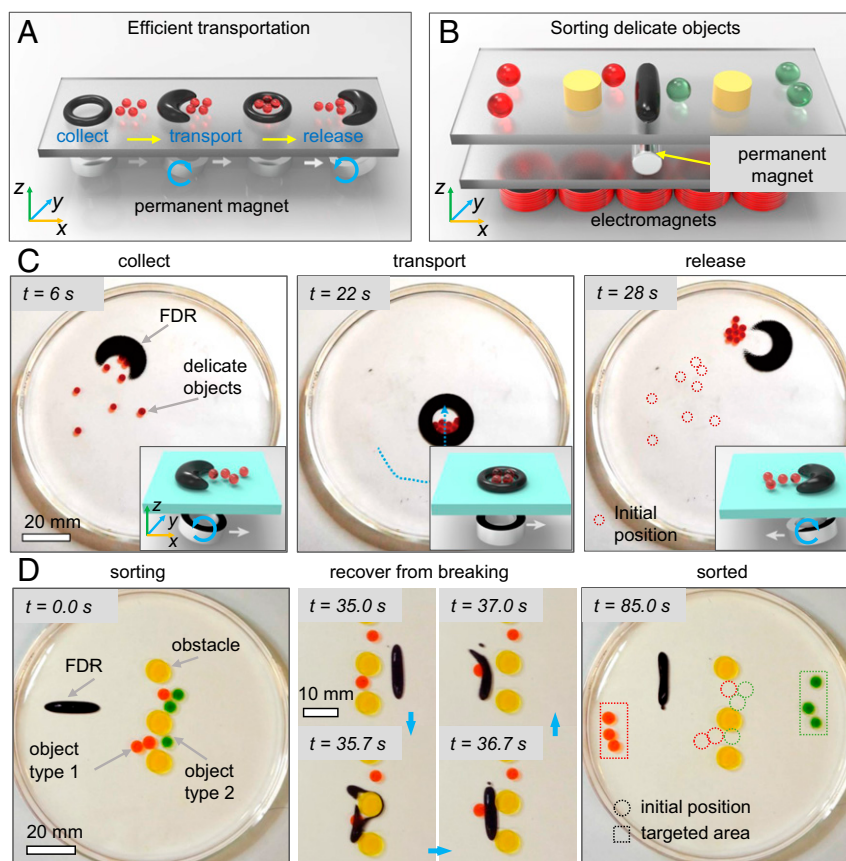 A
Efficient transportation
collect
transport
release
permanent magnet
z
y
x
B
Sorting delicate objects
permanent
magnet
electromagnets
z
y
x
C
collect
transport
release
t = 6 s
FDR
delicate
objects
20 mm
z
y
x
t = 22 s
t = 28 s
Initial
position
D
sorting
recover from breaking
sorted
t = 0.0 s
FDR
obstacle
object
type 1
object
type 2
20 mm
t = 35.0 s
t = 37.0 s
10 mm
t = 35.7 s
t = 36.7 s
t = 85.0 s
initial position
targeted area